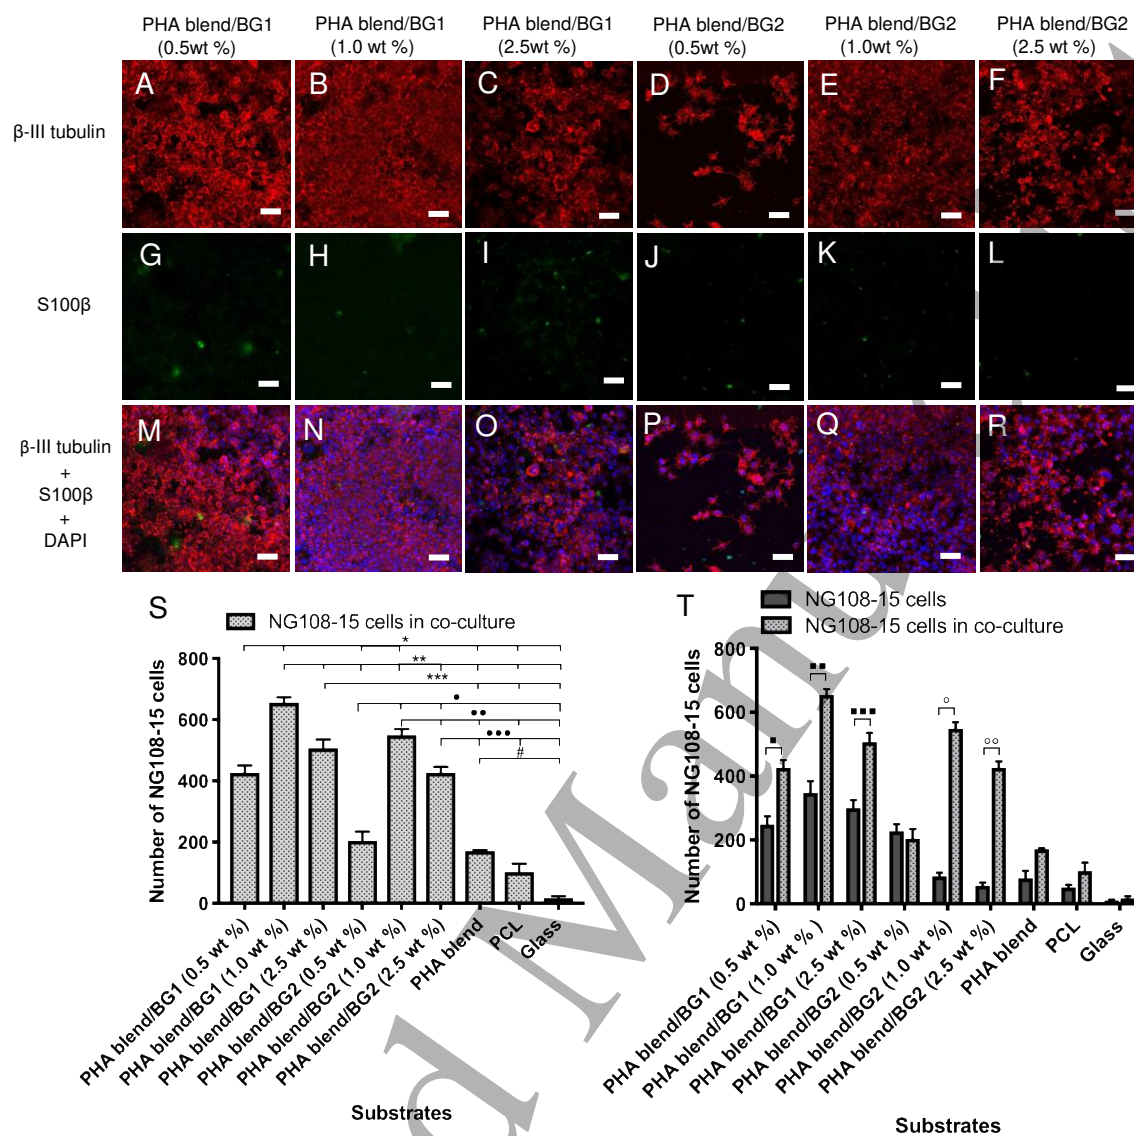 PHA blend/BG1 PHA blend/BG1 PHA blend/BG1 PHA blend/BG2 PHA blend/BG2 PHA blend/BG2
(0.5wt %) (1.0 wt %) (2.5wt %) (0.5wt %) (1.0wt %) (2.5 wt %)
A B C D E F
β-III tubulin
G H I J K L
S100β
M N O P Q R
β-III tubulin
+
S100β
+
DAPI
S
NG108-15 cells in co-culture
*
**
***
•
••
•••
#
Number of NG108-15 cells
800
600
400
200
0
PHA blend/BG1 (0.5 wt %)
PHA blend/BG1 (1.0 wt %)
PHA blend/BG1 (2.5 wt %)
PHA blend/BG2 (0.5 wt %)
PHA blend/BG2 (1.0 wt %)
PHA blend/BG2 (2.5 wt %)
PHA blend
PCL
Glass
Substrates
T
NG108-15 cells
NG108-15 cells in co-culture
■
■■
■■■
○
○○
Number of NG108-15 cells
800
600
400
200
0
PHA blend/BG1 (0.5 wt %)
PHA blend/BG1 (1.0 wt % )
PHA blend/BG1 (2.5 wt %)
PHA blend/BG2 (0.5 wt %)
PHA blend/BG2 (1.0 wt %)
PHA blend/BG2 (2.5 wt %)
PHA blend
PCL
Glass
Substrates
d Manu